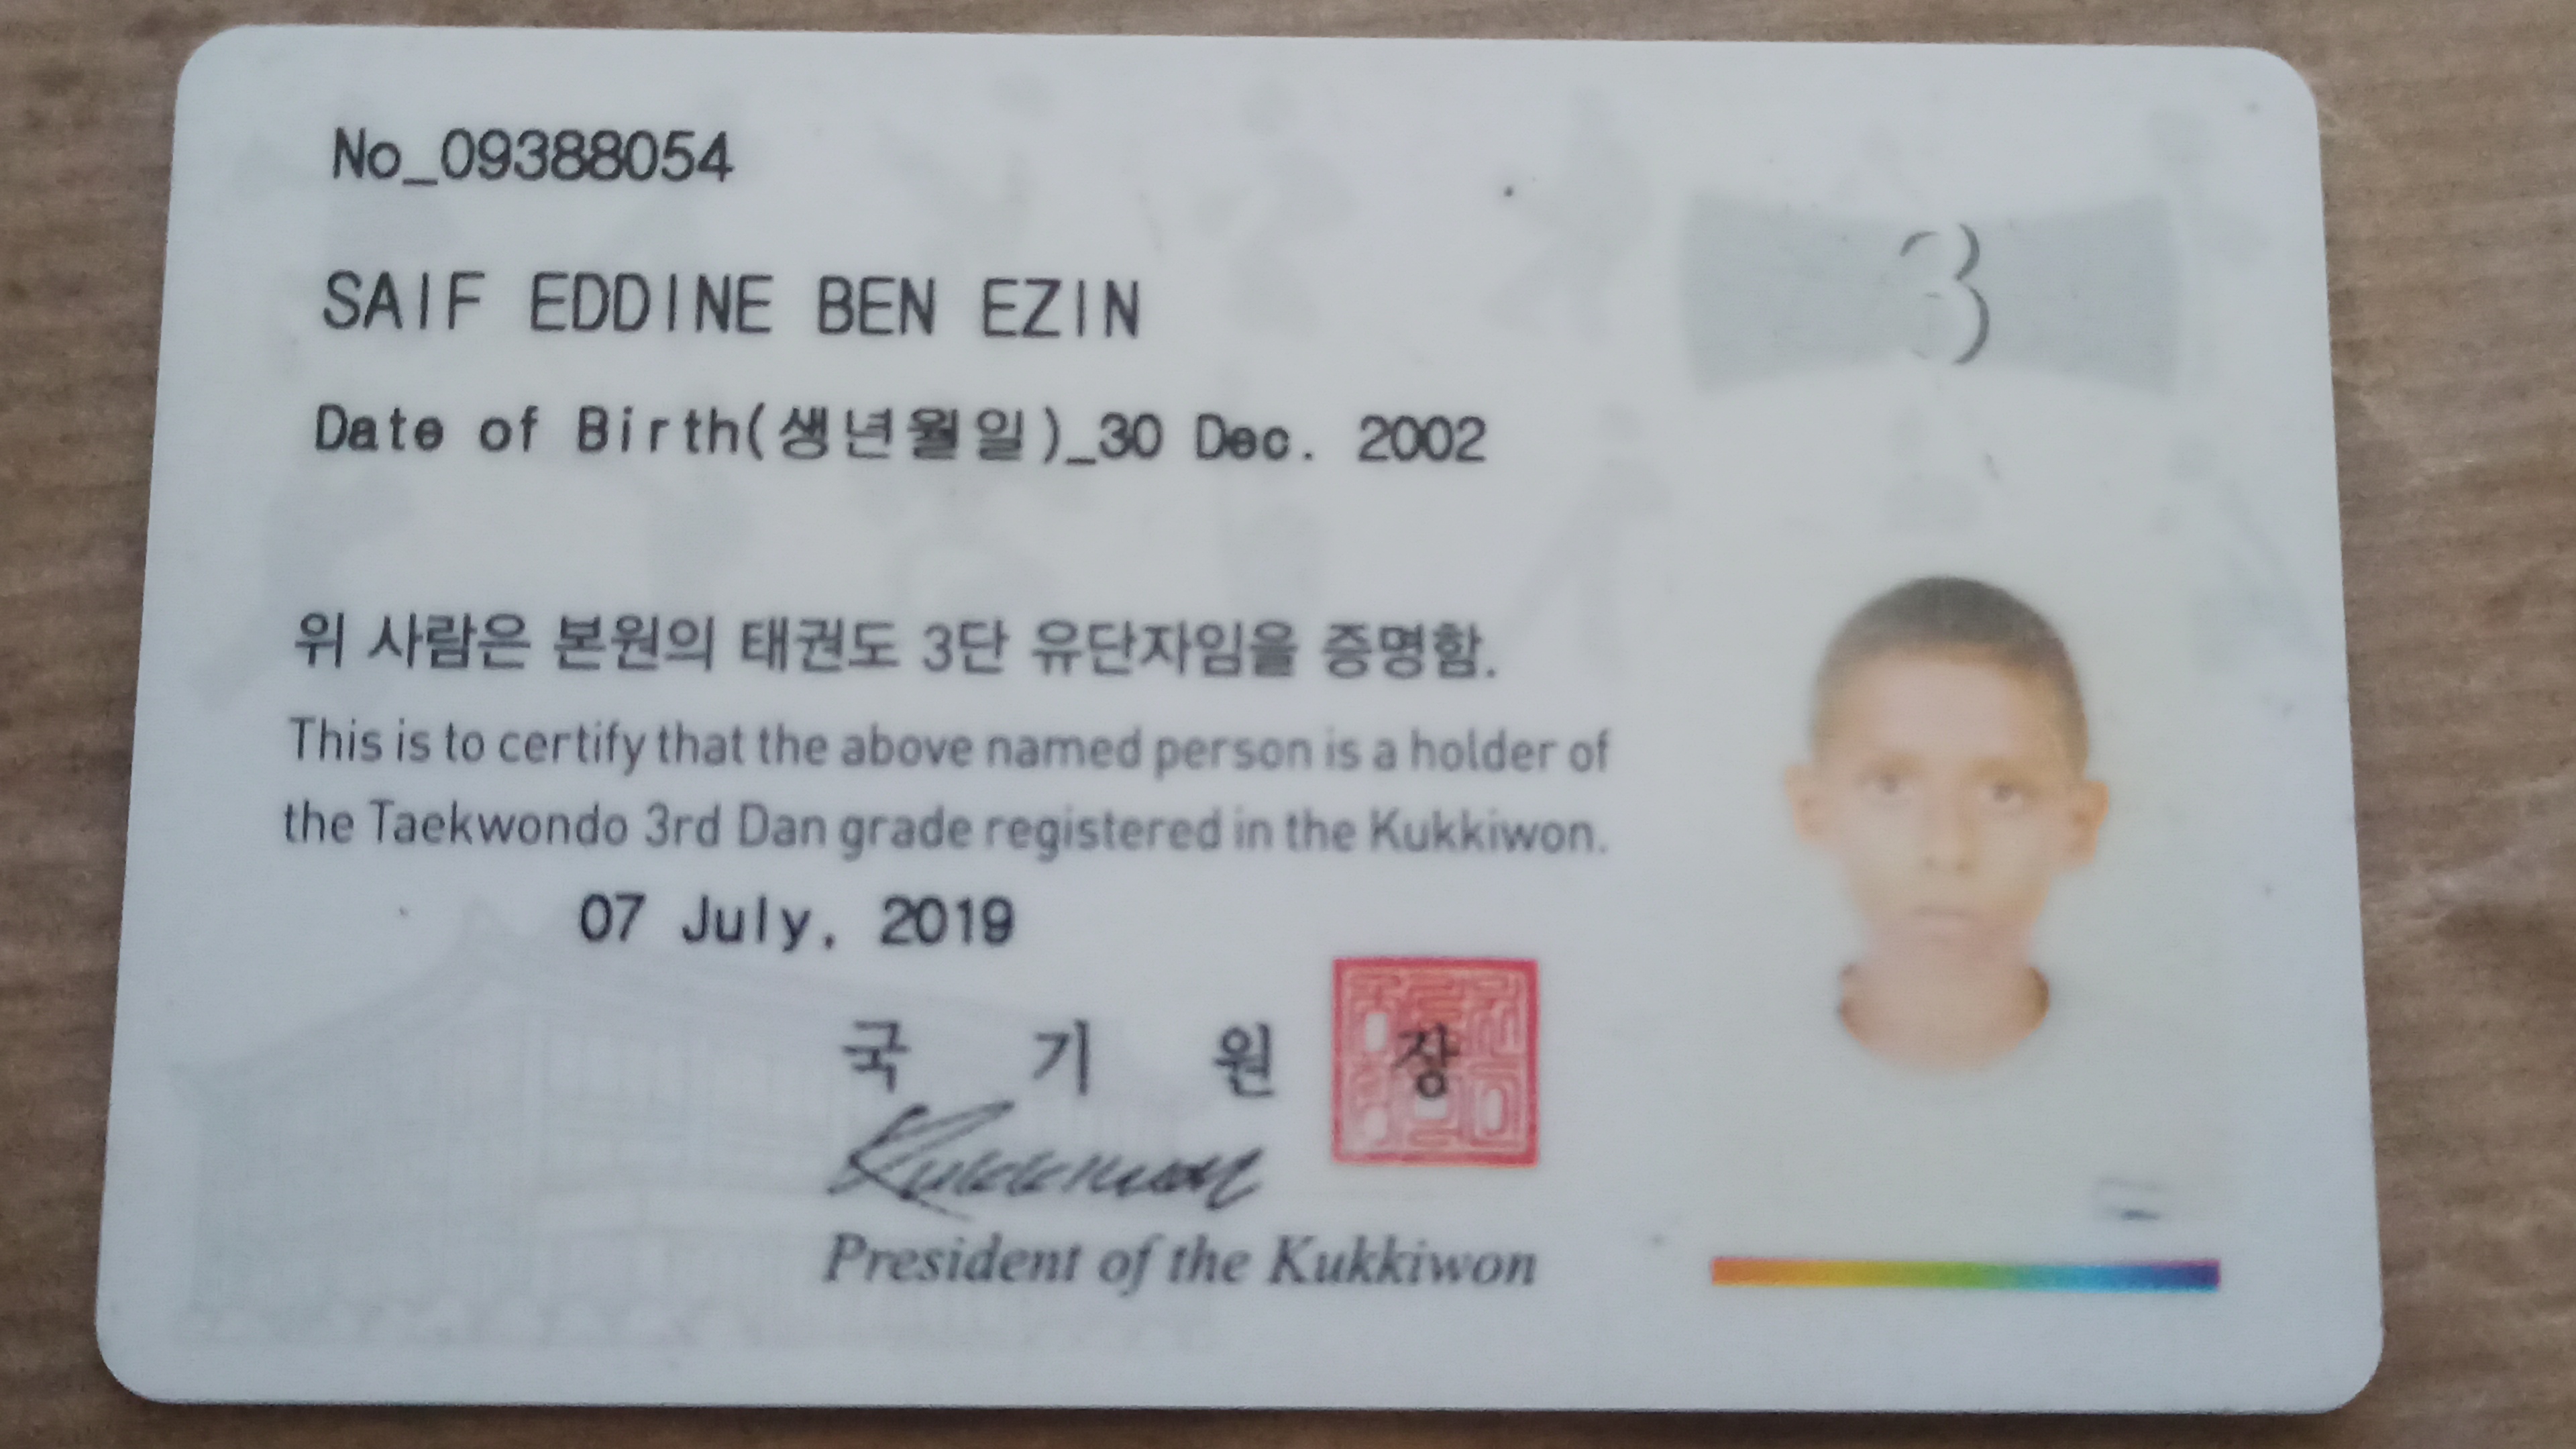 No_09388054
3
SAIF EDDINE BEN EZIN
Date of Birth(생년월일)_30 Dec. 2002
위 사람은 본원의 태권도 3단 유단자임을 증명함.
This is to certify that the above named person is a holder of
the Taekwondo 3rd Dan grade registered in the Kukkiwon.
07 July, 2019
국 기 원 장
Kukkiwon
President of the Kukkiwon